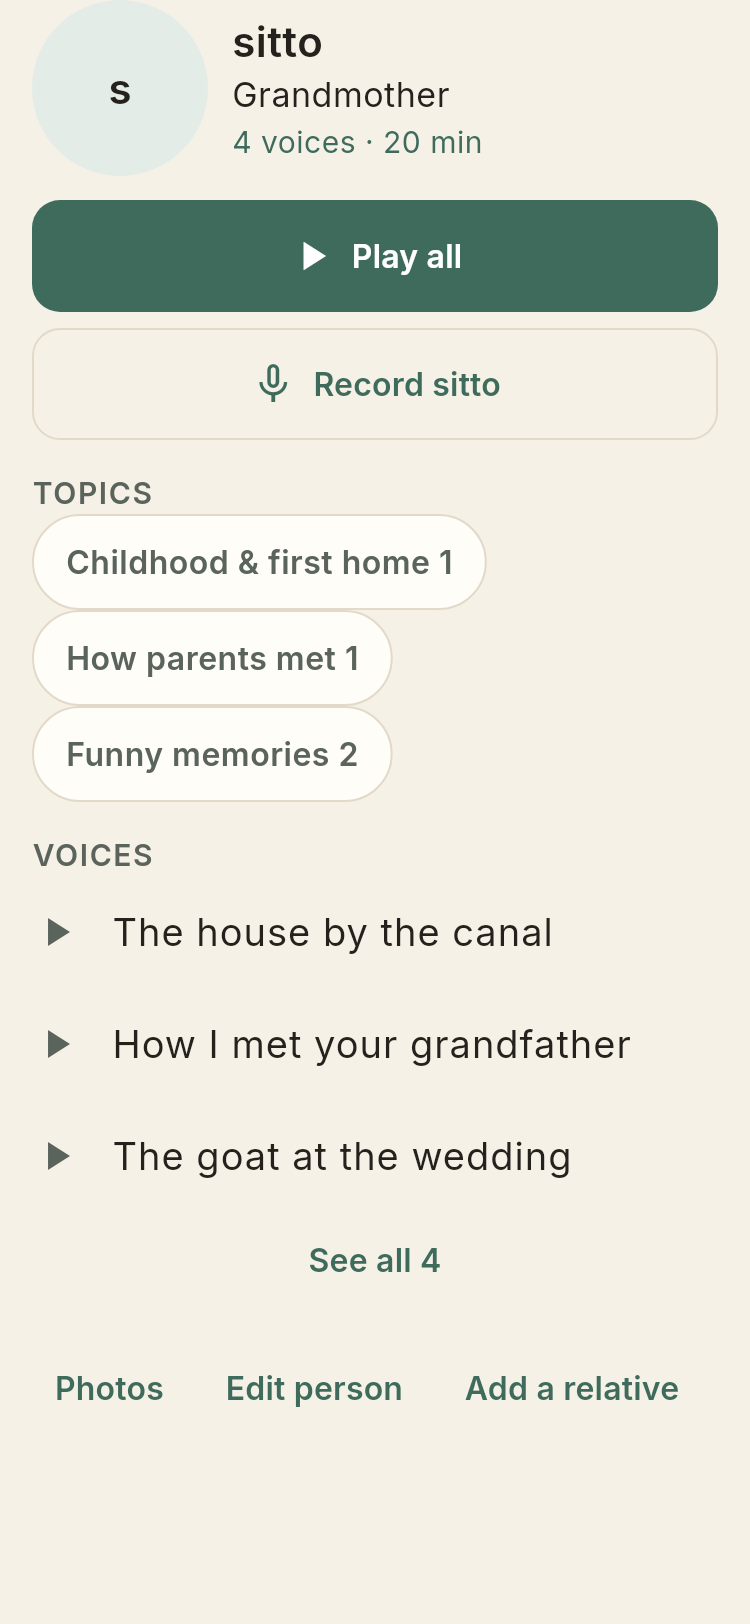 s
sitto
Grandmother
4 voices · 20 min
Play all
Record sitto
TOPICS
Childhood & first home 1
How parents met 1
Funny memories 2
VOICES
The house by the canal
How I met your grandfather
The goat at the wedding
See all 4
Photos Edit person Add a relative